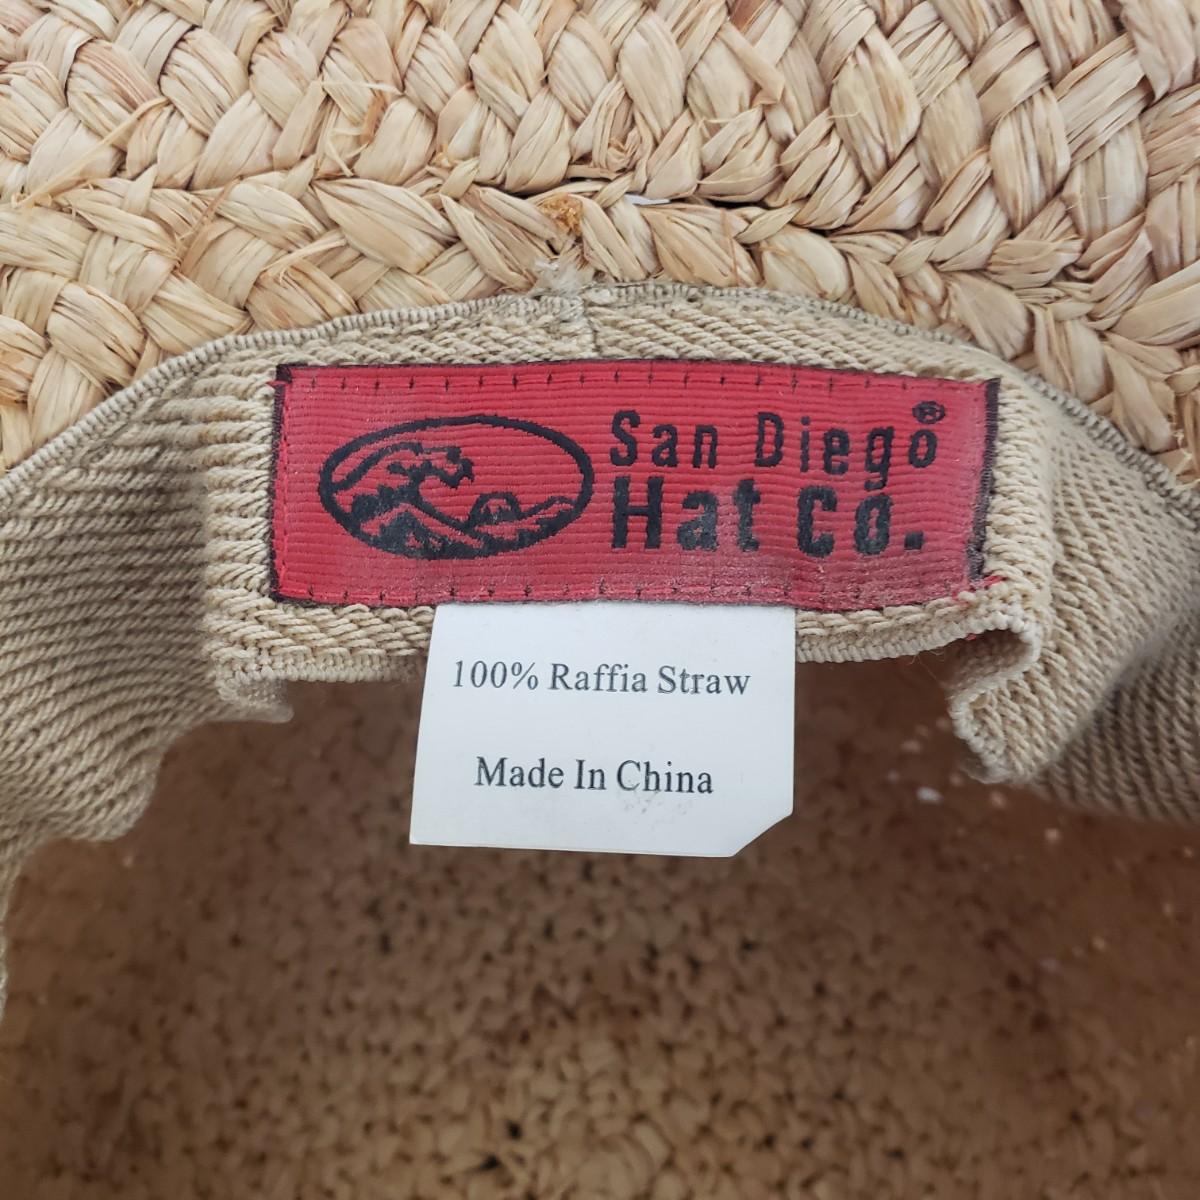 San Diego®
Hat Co.
100% Raffia Straw
Made In China